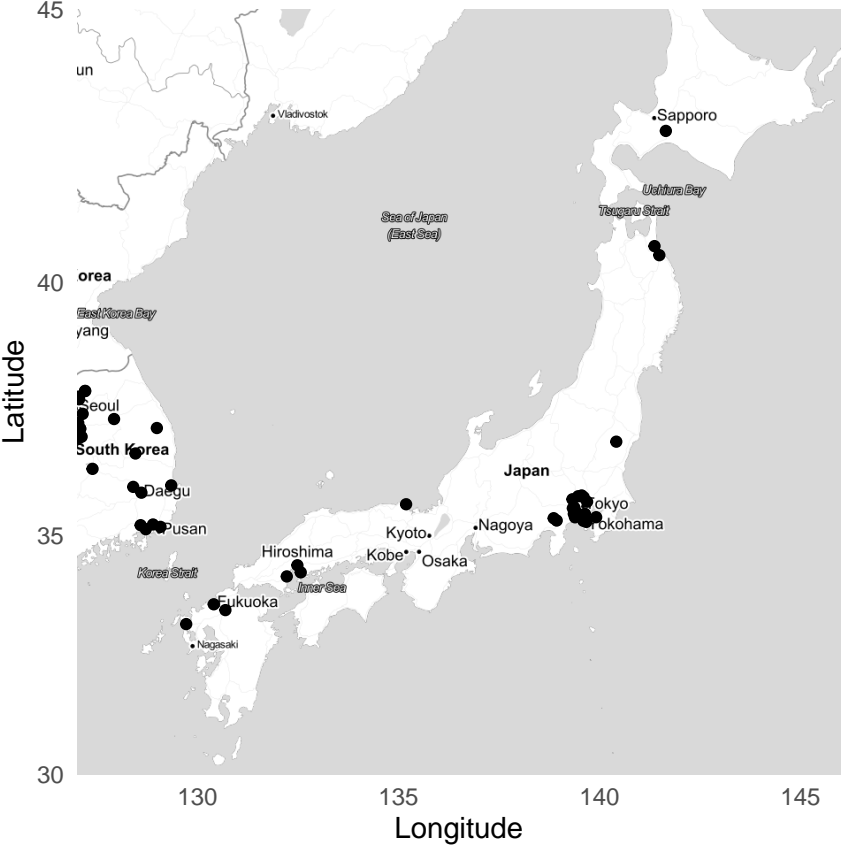 45
un
Vladivostok
Sapporo
Uchiura Bay
Tsugaru Strait
Sea of Japan
(East Sea)
orea
40
East Korea Bay
yang
Latitude
Seoul
South Korea
Japan
Daegu
Tokyo
Yokohama
Pusan
35
Nagoya
Kyoto
Hiroshima
Kobe
Osaka
Korea Strait
Inner Sea
Fukuoka
Nagasaki
30
130
135
140
145
Longitude